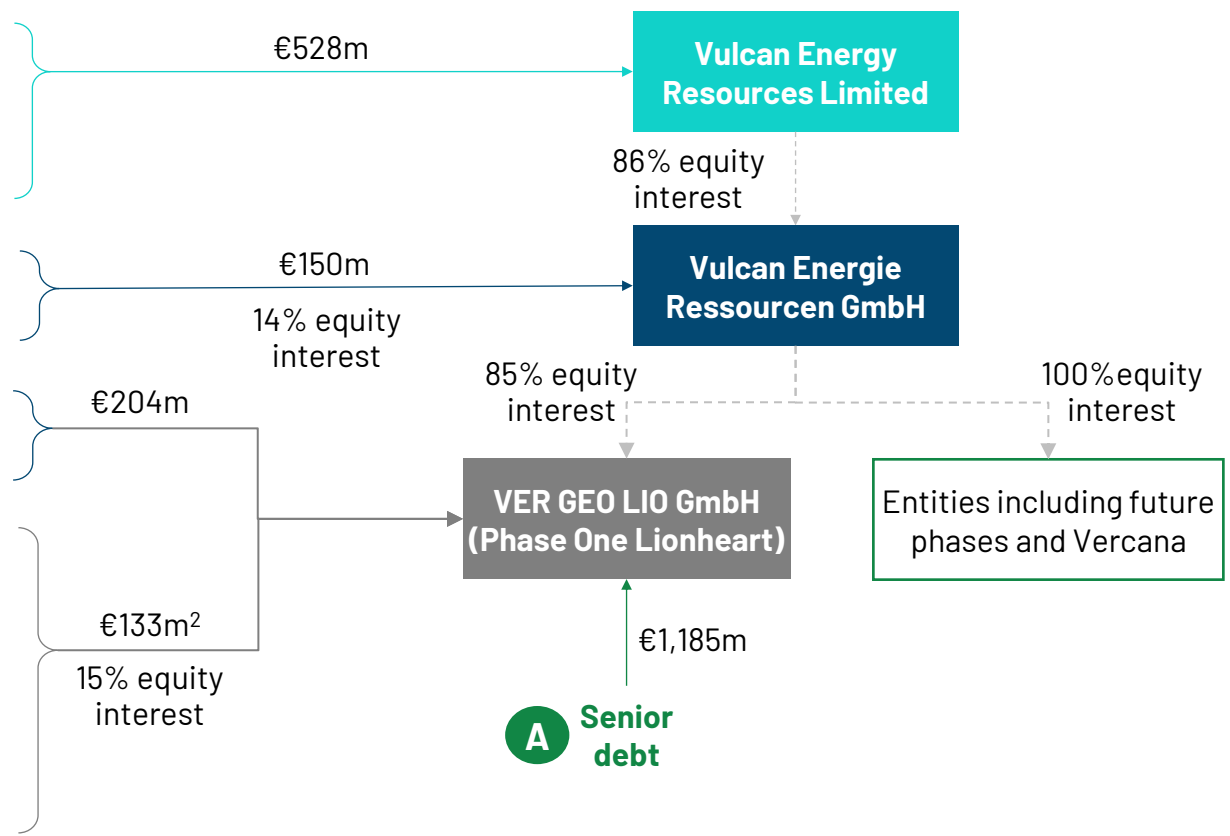 €528m
Vulcan Energy
Resources Limited
86% equity
interest
€150m
14% equity
interest
Vulcan Energie
Ressourcen GmbH
85% equity
interest
100%equity
interest
€204m
VER GEO LIO GmbH
(Phase One Lionheart)
Entities including future
phases and Vercana
€133m²
15% equity
interest
€1,185m
A
Senior
debt